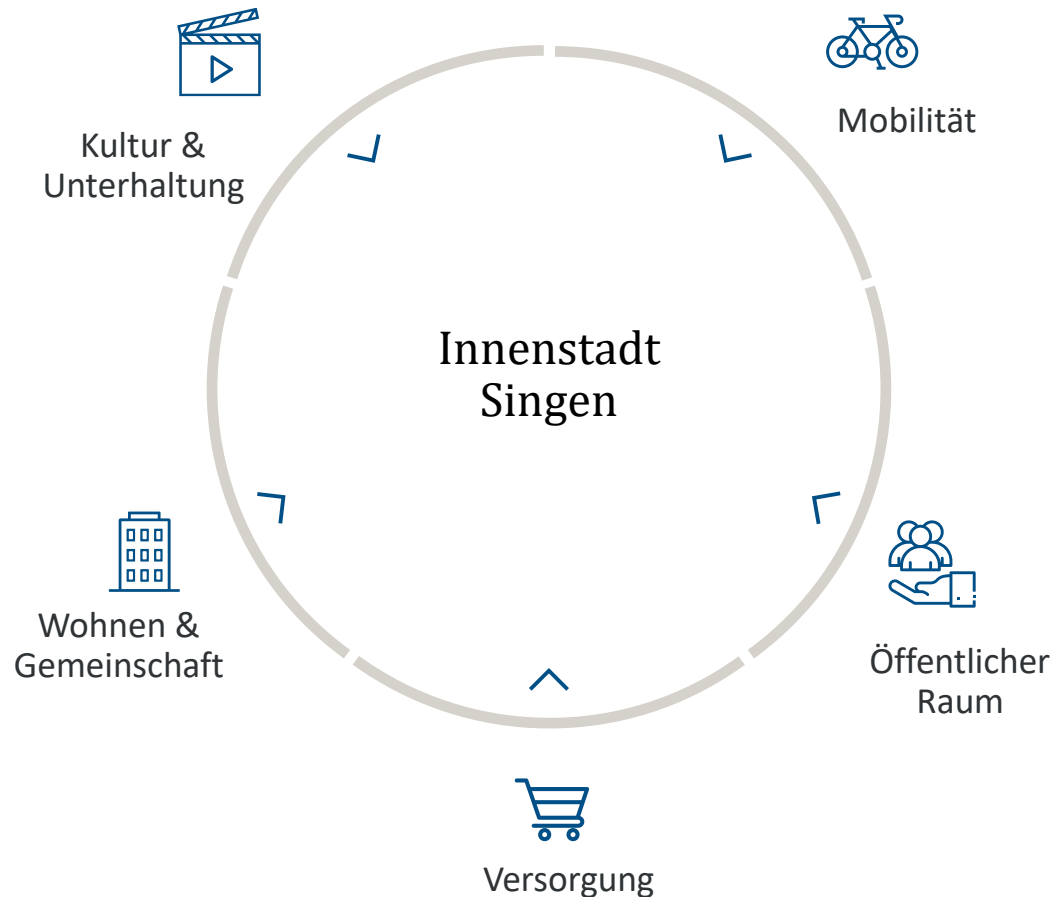 Kultur &
Unterhaltung
Mobilität
Innenstadt
Singen
Wohnen &
Gemeinschaft
Öffentlicher
Raum
Versorgung